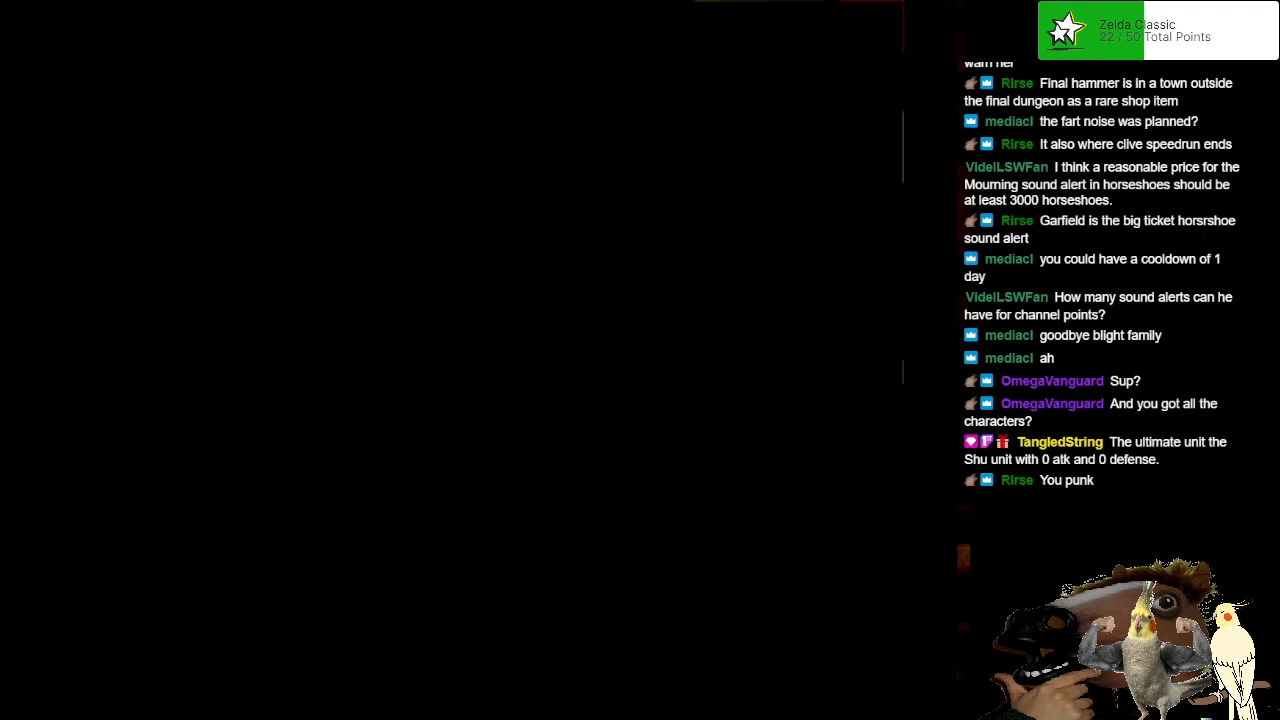 Zelda Classic
22 / 50 Total Points
warn her
Rirse Final hammer is in a town outside
the final dungeon as a rare shop item
mediacl the fart noise was planned?
Rirse It also where clive speedrun ends
VidelLSWFan I think a reasonable price for the
Mourning sound alert in horseshoes should be
at least 3000 horseshoes.
Rirse Garfield is the big ticket horsrshoe
sound alert
mediacl you could have a cooldown of 1
day
VidelLSWFan How many sound alerts can he
have for channel points?
mediacl goodbye blight family
mediacl ah
OmegaVanguard Sup?
OmegaVanguard And you got all the
characters?
TangledString The ultimate unit the
Shu unit with 0 atk and 0 defense.
Rirse You punk